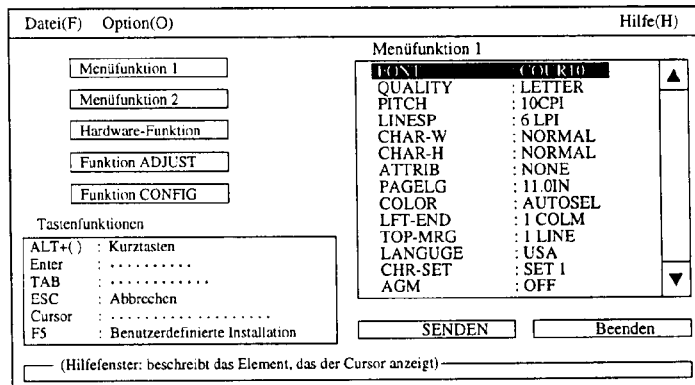 Datei(F) Option(O) Hilfe(H)
Menüfunktion 1
Menüfunktion 2
Hardware-Funktion
Funktion ADJUST
Funktion CONFIG
Tastenfunktionen
ALT+( ) : Kurztasten
Enter : . . . . . . . . . .
TAB : . . . . . . . . . . . .
ESC : Abbrechen
Cursor : . . . . . . . . . . . . . . . . . . . .
F5 : Benutzerdefinierte Installation
Menüfunktion 1
FONT : COUR10
QUALITY : LETTER
PITCH : 10CPI
LINESP : 6 LPI
CHAR-W : NORMAL
CHAR-H : NORMAL
ATTRIB : NONE
PAGELG : 11.0IN
COLOR : AUTOSEL
LFT-END : 1 COLM
TOP-MRG : 1 LINE
LANGUGE : USA
CHR-SET : SET 1
AGM : OFF
SENDEN Beenden
(Hilfefenster: beschreibt das Element, das der Cursor anzeigt)